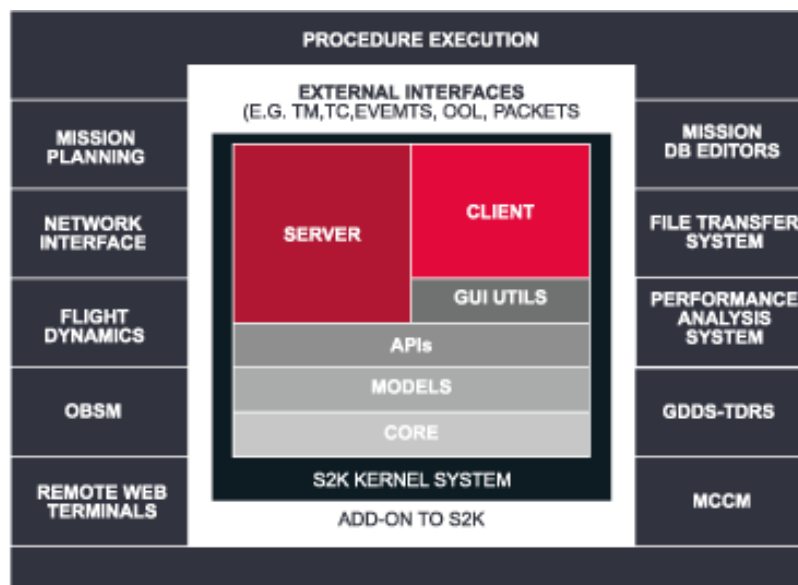 PROCEDURE EXECUTION
EXTERNAL INTERFACES
(E.G. TM,TC,EVEMTS, OOL, PACKETS
MISSION
PLANNING
NETWORK
INTERFACE
FLIGHT
DYNAMICS
OBSM
REMOTE WEB
TERMINALS
SERVER
CLIENT
GUI UTILS
APIs
MODELS
CORE
S2K KERNEL SYSTEM
ADD-ON TO S2K
MISSION
DB EDITORS
FILE TRANSFER
SYSTEM
PERFORMANCE
ANALYSIS
SYSTEM
GDDS-TDRS
MCCM